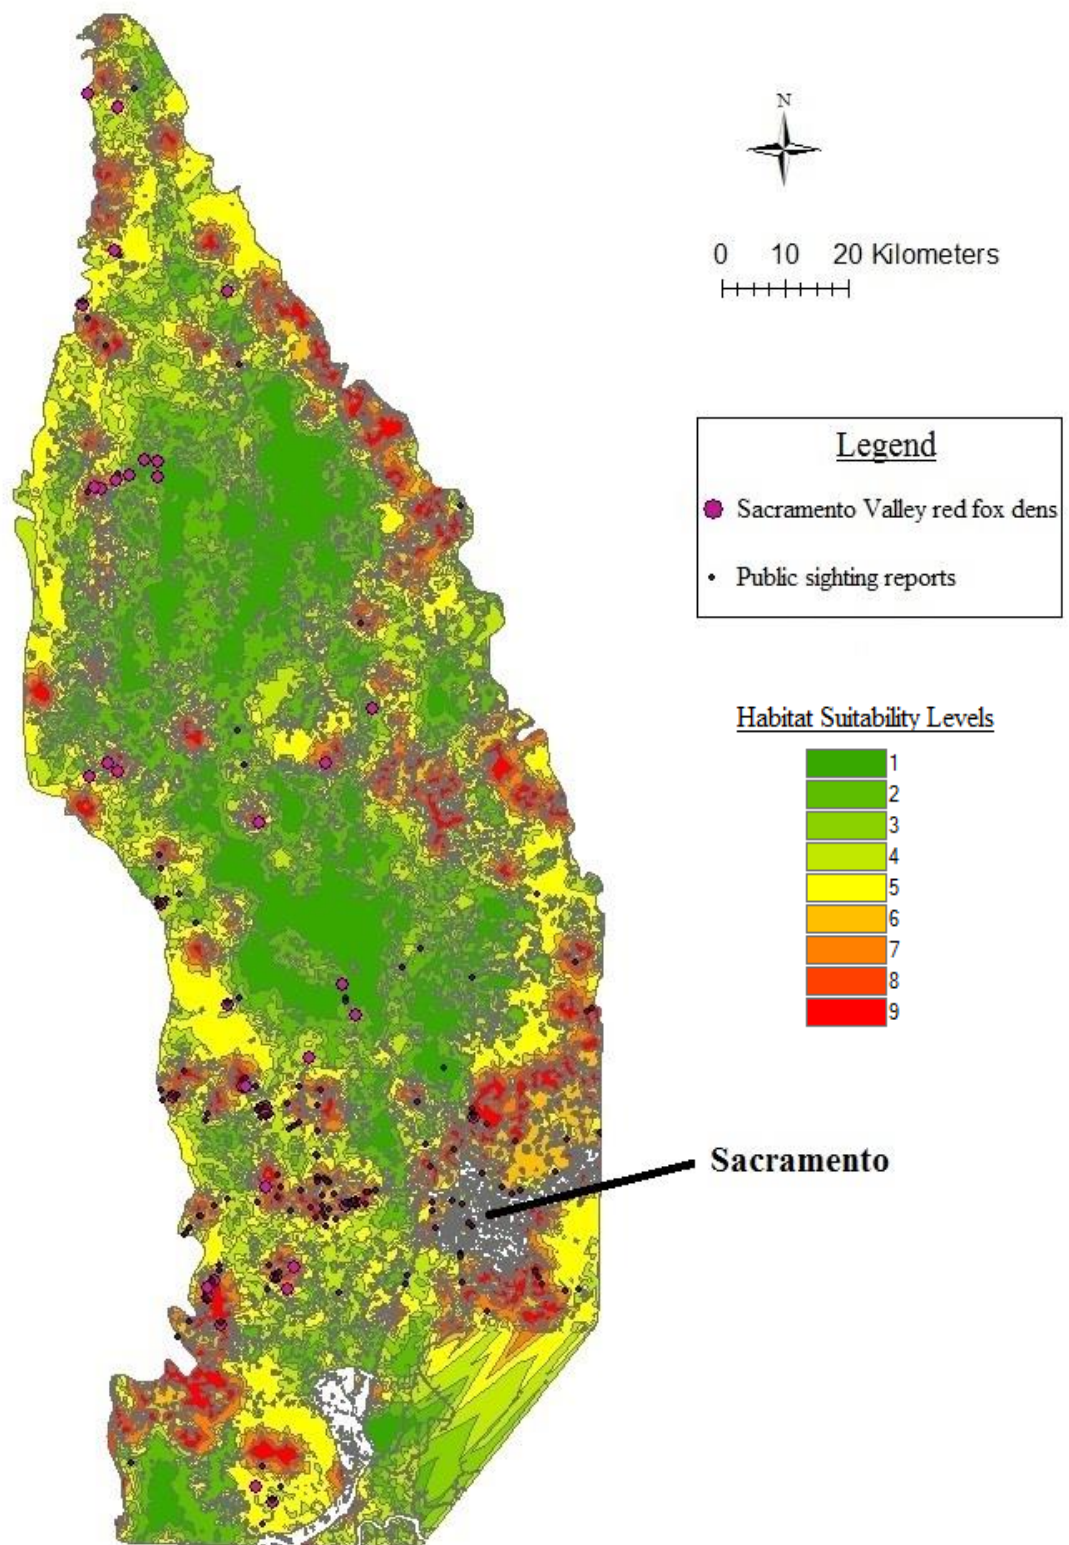 N
0 10 20 Kilometers
Legend
Sacramento Valley red fox dens
Public sighting reports
Habitat Suitability Levels
1
2
3
4
5
6
7
8
9
Sacramento